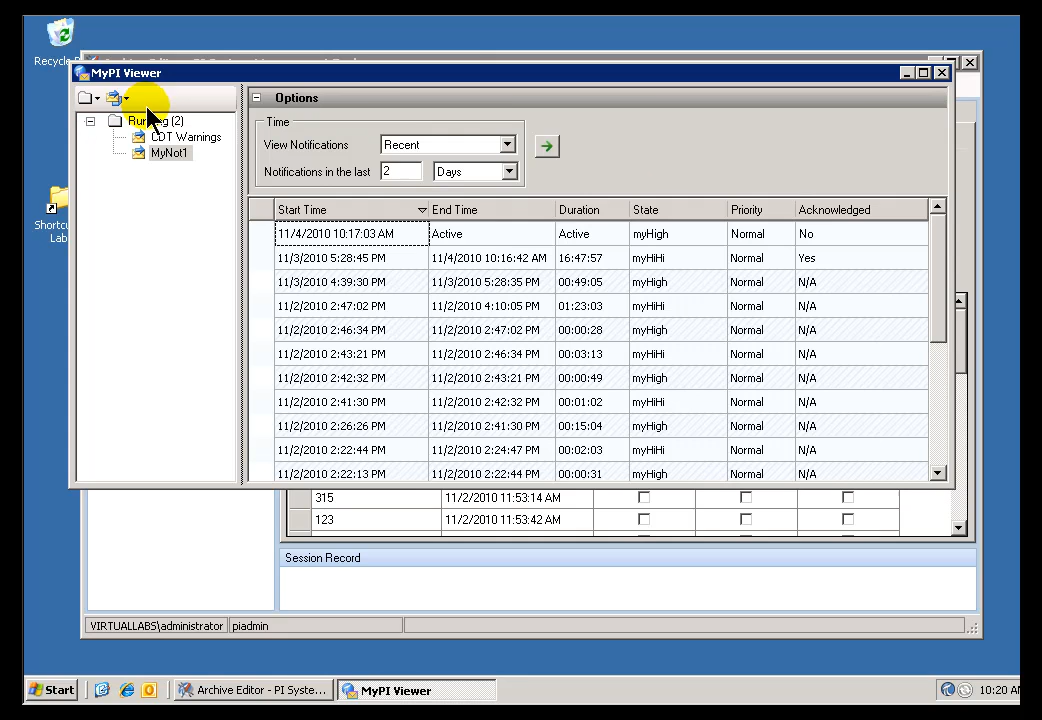 Recycle
MyPI Viewer
Options
(2)
CDT Warnings
MyNot1
Time
View Notifications Recent
Notifications in the last 2 Days
Start Time End Time Duration State Priority Acknowledged
11/4/2010 10:17:03 AM Active Active myHigh Normal No
11/3/2010 5:28:45 PM 11/4/2010 10:16:42 AM 16:47:57 myHiHi Normal Yes
11/3/2010 4:39:30 PM 11/3/2010 5:28:35 PM 00:49:05 myHigh Normal N/A
11/2/2010 2:47:02 PM 11/2/2010 4:10:05 PM 01:23:03 myHiHi Normal N/A
11/2/2010 2:46:34 PM 11/2/2010 2:47:02 PM 00:00:28 myHigh Normal N/A
11/2/2010 2:43:21 PM 11/2/2010 2:46:34 PM 00:03:13 myHiHi Normal N/A
11/2/2010 2:42:32 PM 11/2/2010 2:43:21 PM 00:00:49 myHigh Normal N/A
11/2/2010 2:41:30 PM 11/2/2010 2:42:32 PM 00:01:02 myHiHi Normal N/A
11/2/2010 2:26:26 PM 11/2/2010 2:41:30 PM 00:15:04 myHigh Normal N/A
11/2/2010 2:22:44 PM 11/2/2010 2:24:47 PM 00:02:03 myHiHi Normal N/A
11/2/2010 2:22:13 PM 11/2/2010 2:22:44 PM 00:00:31 myHigh Normal N/A
Shortcu
Lab
315 11/2/2010 11:53:14 AM
123 11/2/2010 11:53:42 AM
Session Record
VIRTUALLABS\administrator piadmin
Start Archive Editor - PI Syste... MyPI Viewer 10:20 AM